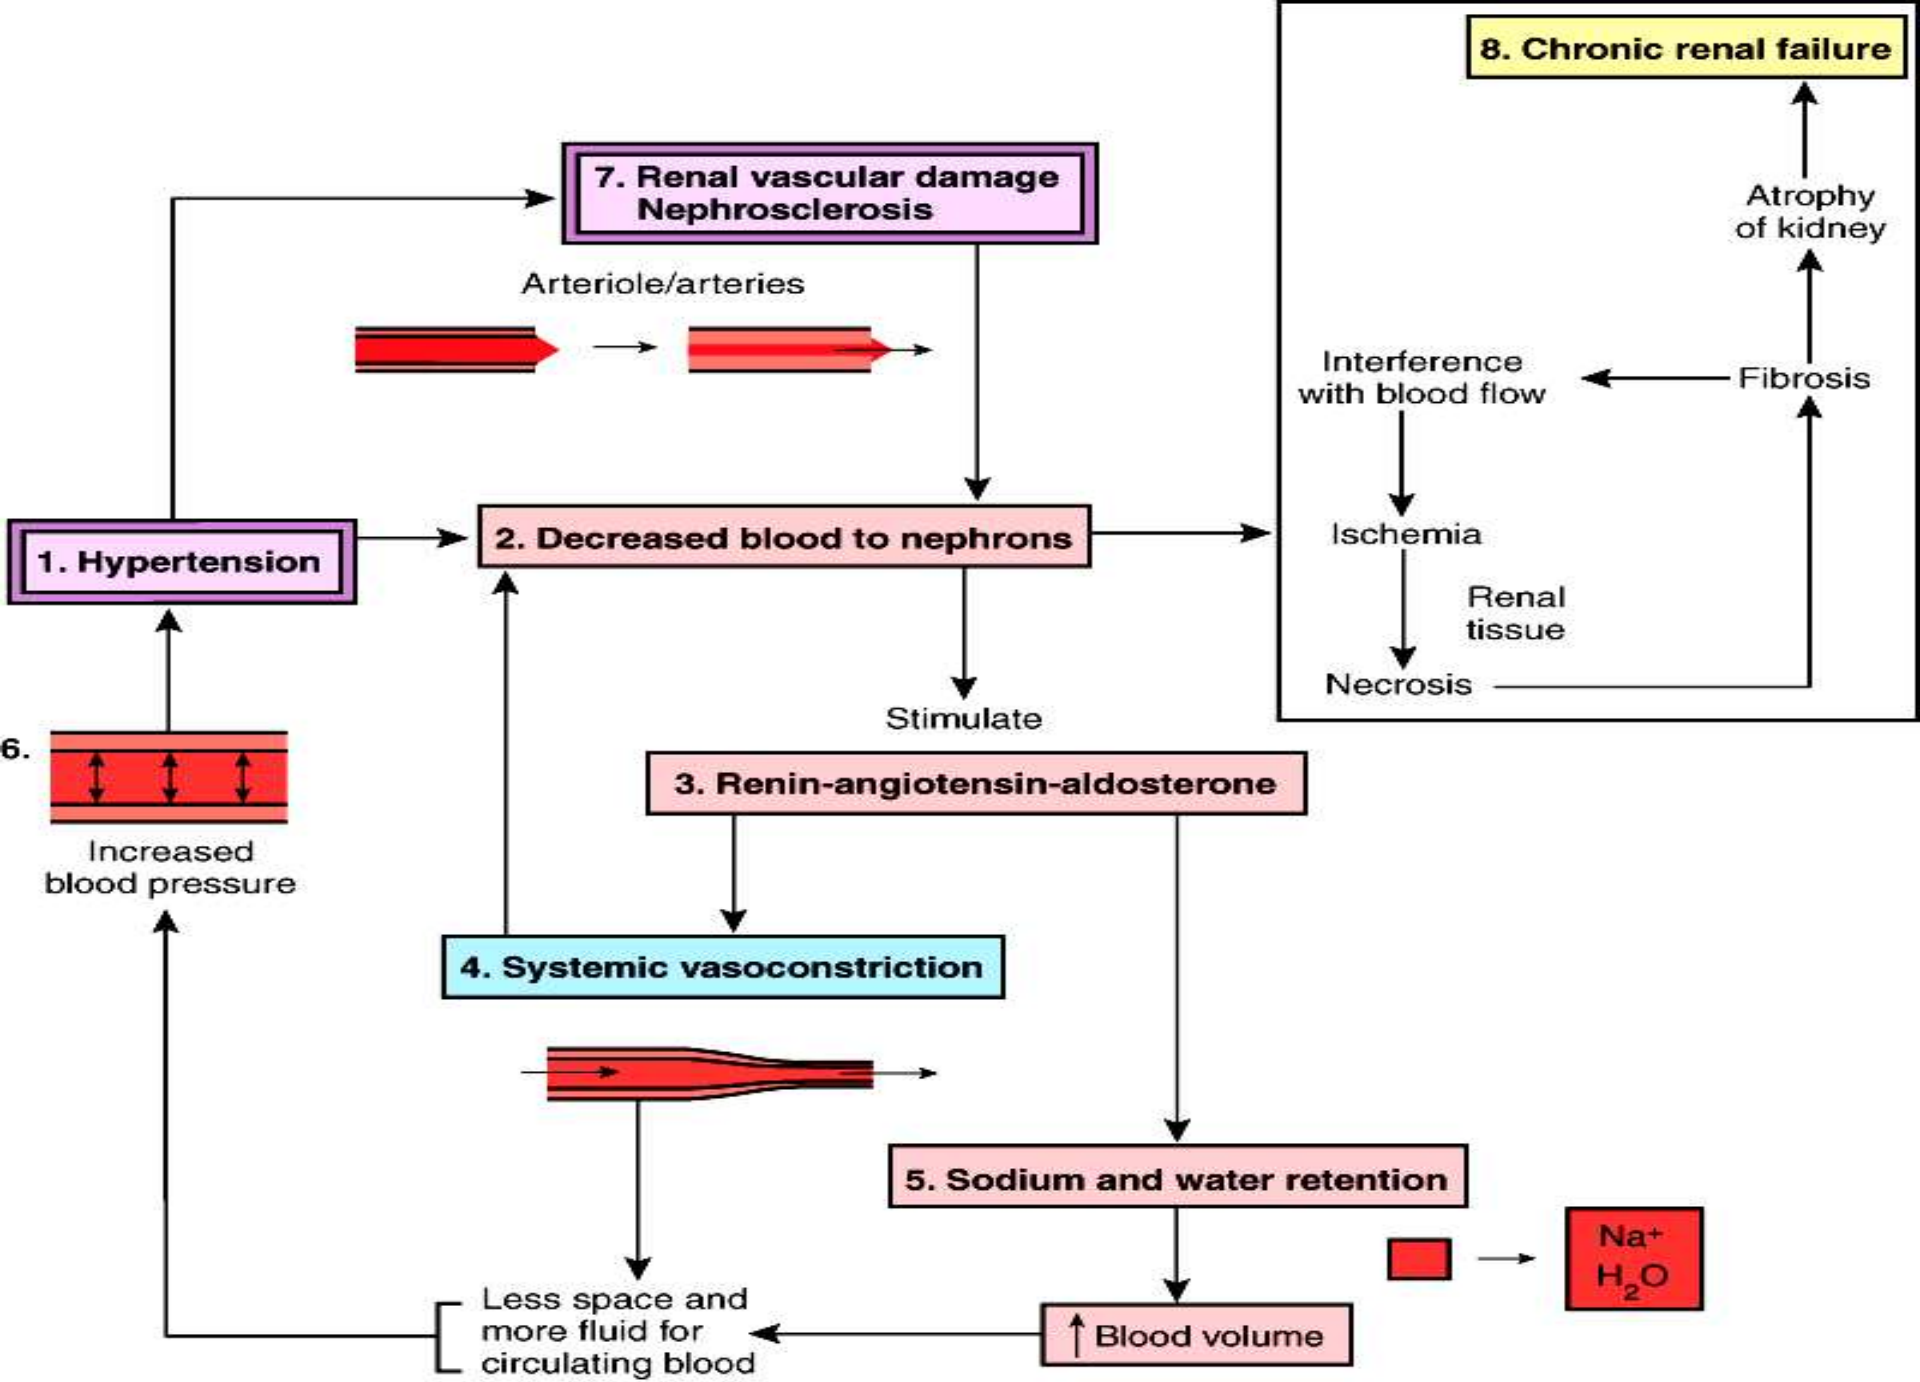 8. Chronic renal failure
7. Renal vascular damage
Nephrosclerosis
Atrophy
of kidney
Arteriole/arteries
Interference
with blood flow
Fibrosis
1. Hypertension
2. Decreased blood to nephrons
Ischemia
Renal
tissue
Necrosis
Stimulate
6.
3. Renin-angiotensin-aldosterone
Increased
blood pressure
4. Systemic vasoconstriction
5. Sodium and water retention
Na⁺
H₂O
Less space and
more fluid for
circulating blood
↑ Blood volume